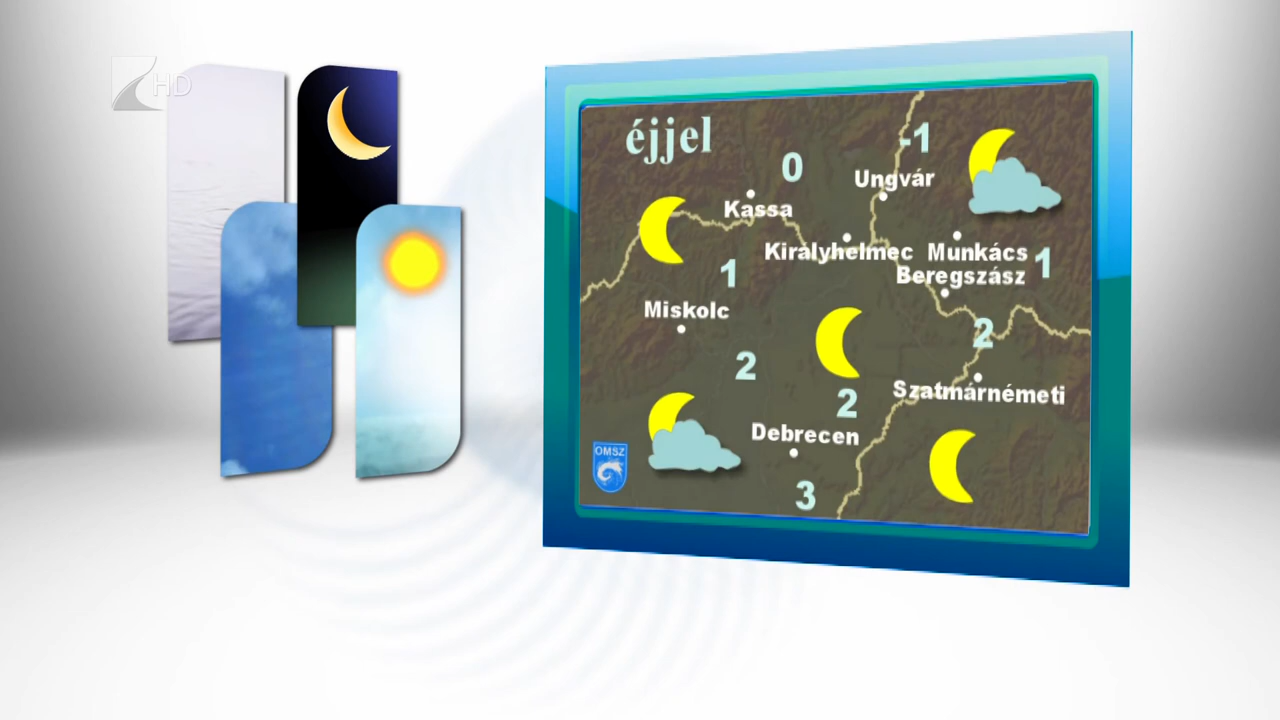 HD
éjjel
-1
0
Ungvár
Kassa
Királyhelmec Munkács
1
1
Beregszász
Miskolc
2
2
Szatmárnémeti
2
Debrecen
OMSZ
3